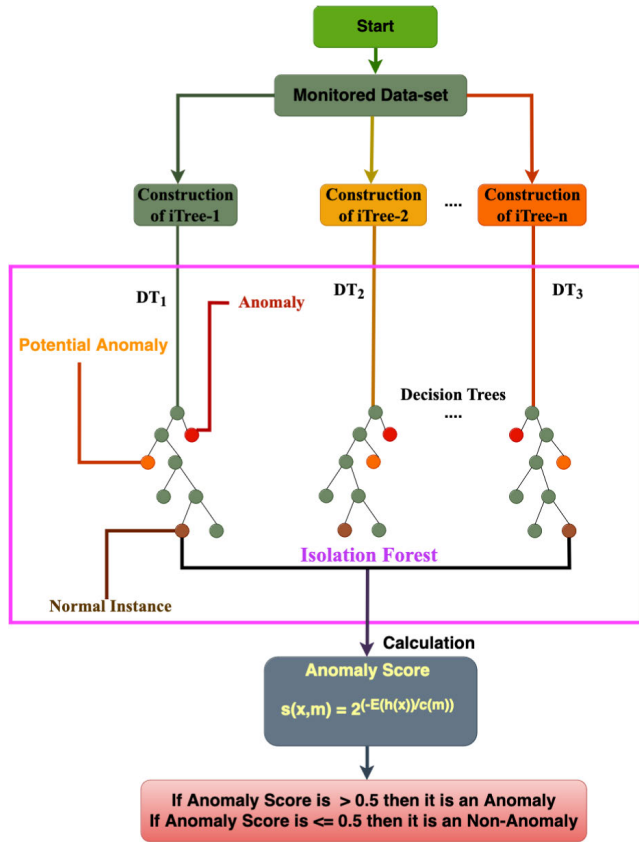 Start
Monitored Data-set
Construction
of iTree-1
Construction
of iTree-2
....
Construction
of iTree-n
DT1
DT2
DT3
Anomaly
Potential Anomaly
Decision Trees
....
Isolation Forest
Normal Instance
Calculation
Anomaly Score
s(x,m) = 2(-E(h(x))/c(m))
If Anomaly Score is > 0.5 then it is an Anomaly
If Anomaly Score is <= 0.5 then it is an Non-Anomaly